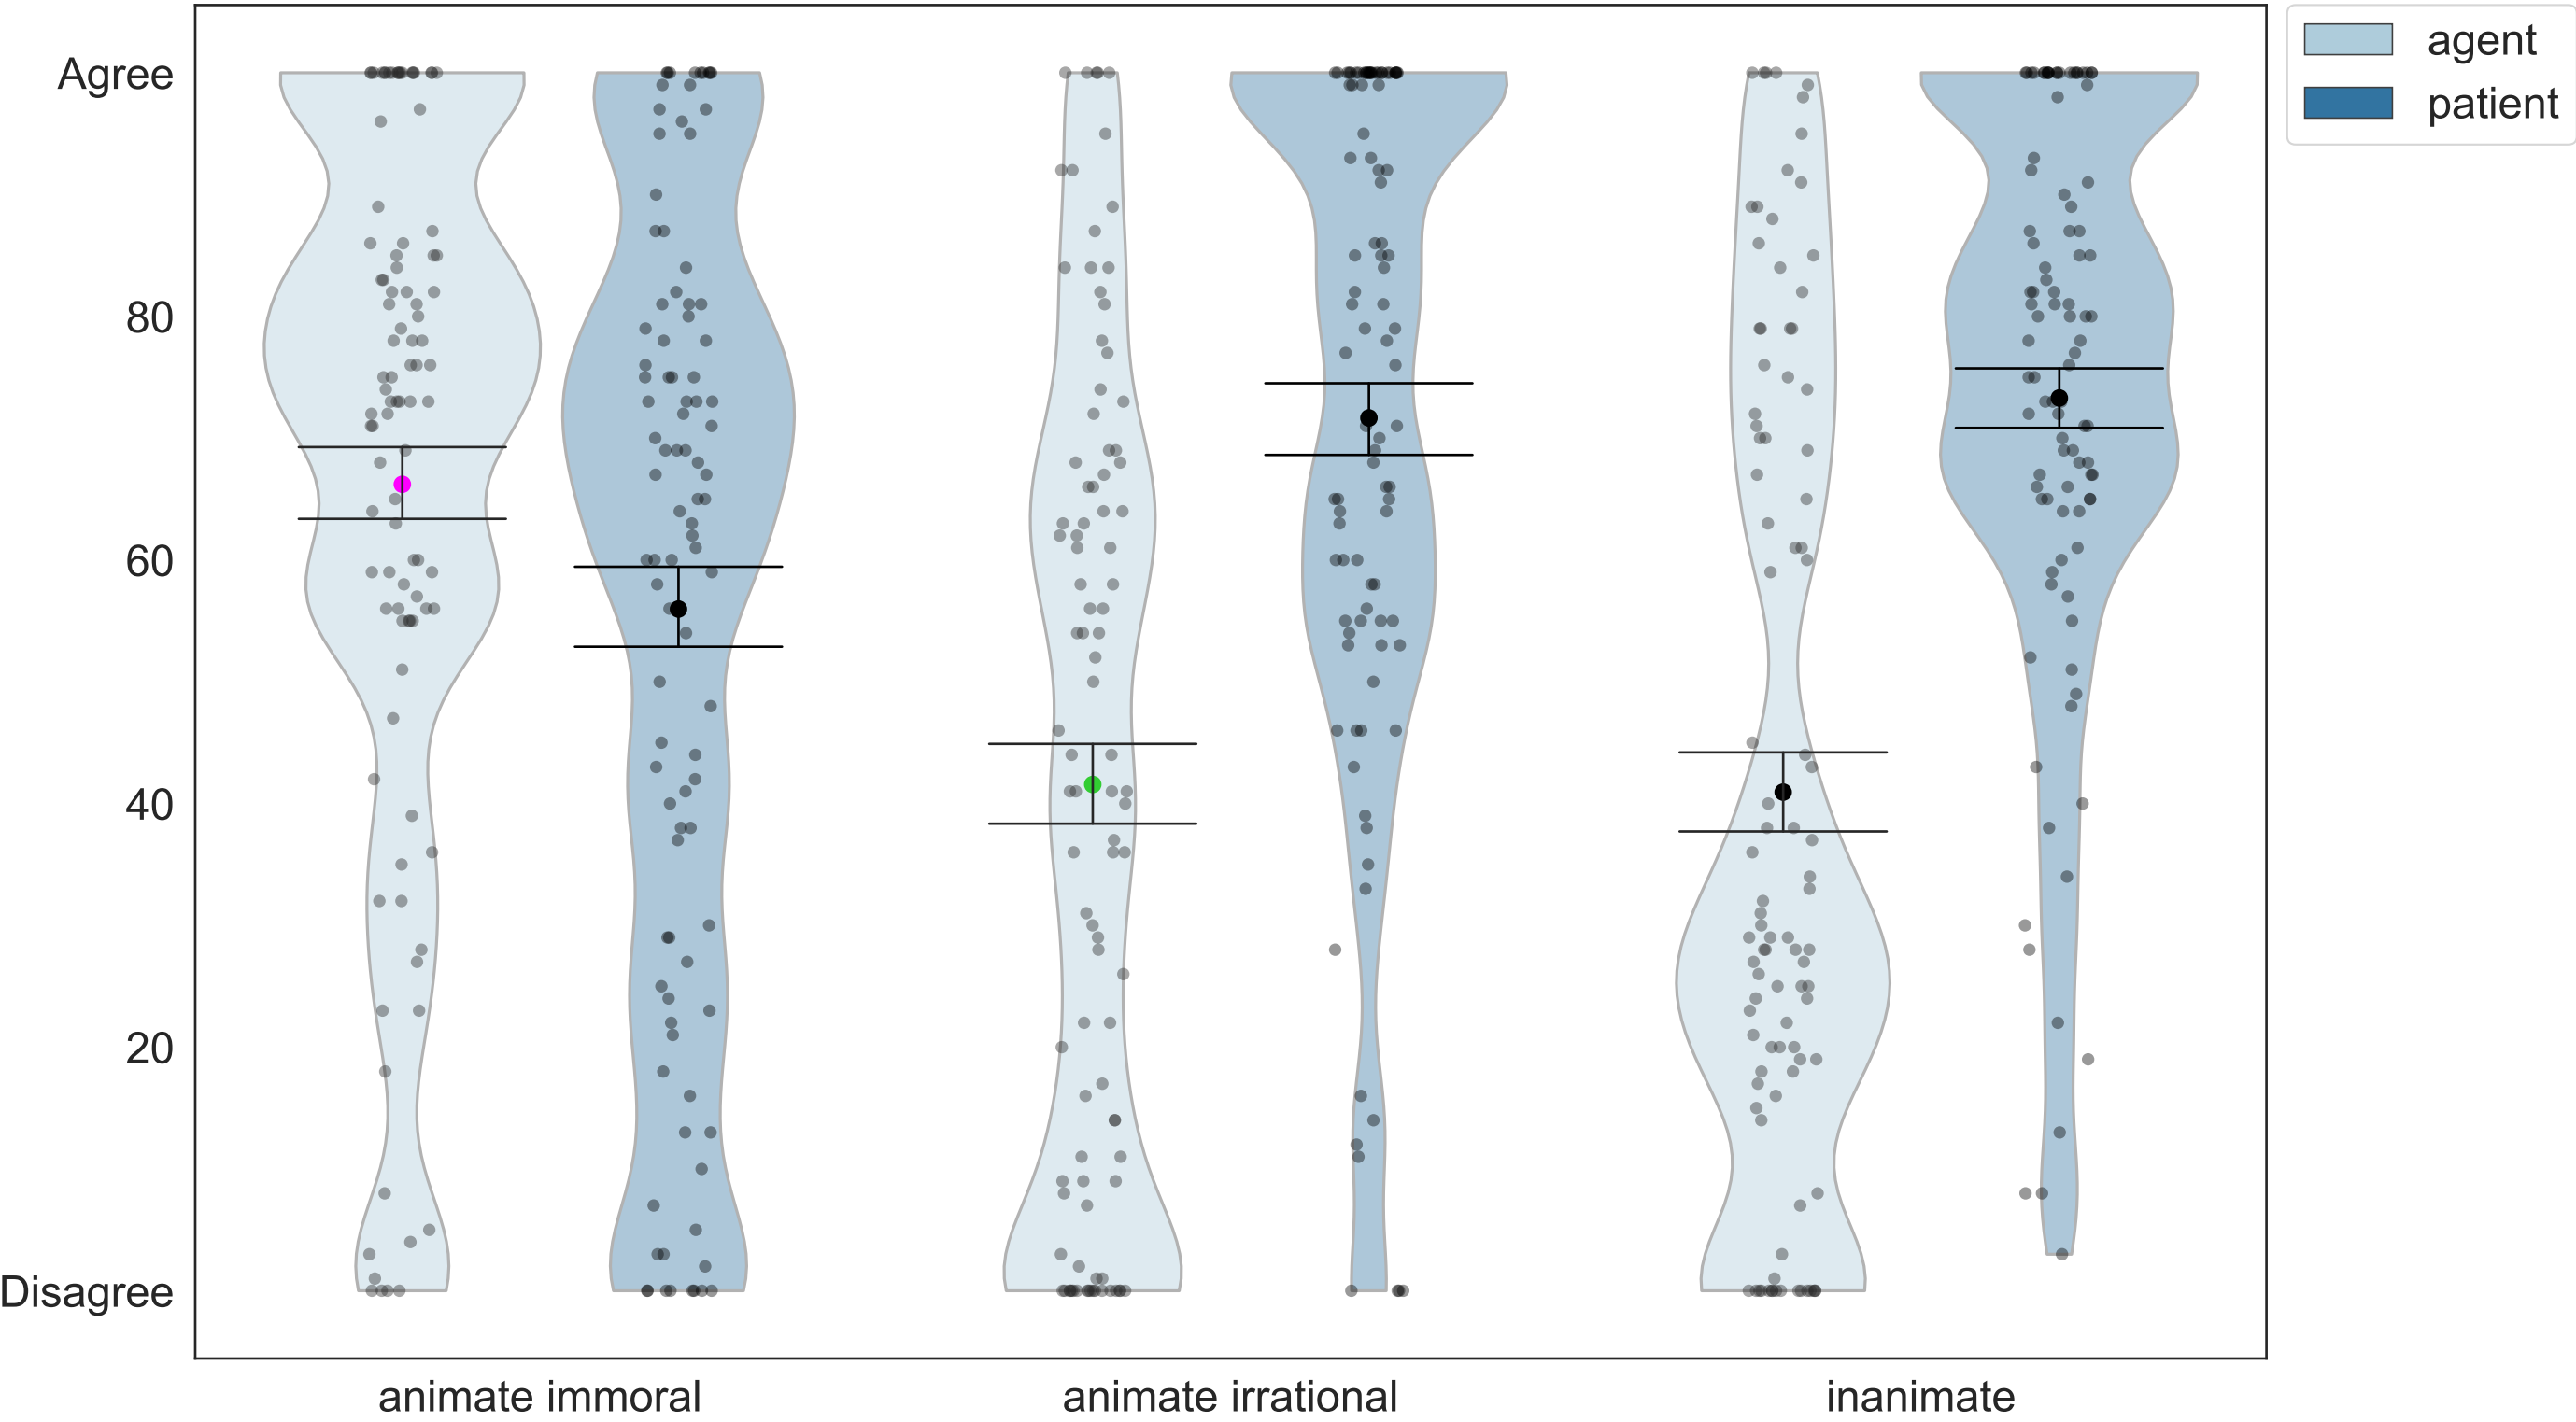 Agree
80
60
40
20
Disagree
animate immoral
animate irrational
inanimate
agent
patient